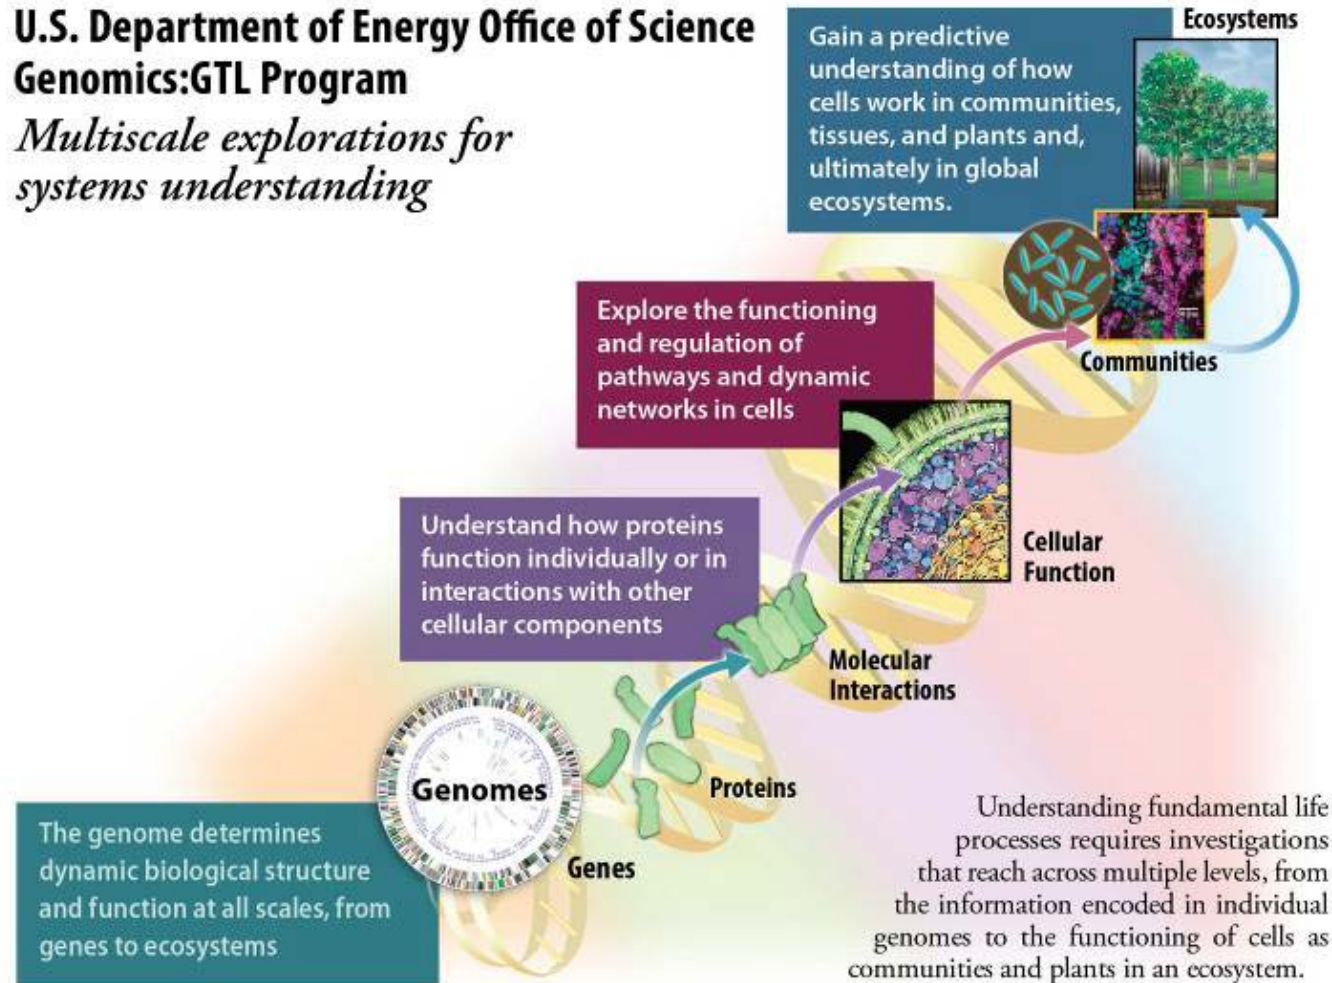 U.S. Department of Energy Office of Science
Genomics:GTL Program
Multiscale explorations for
systems understanding
Gain a predictive
understanding of how
cells work in communities,
tissues, and plants and,
ultimately in global
ecosystems.
Ecosystems
Communities
Explore the functioning
and regulation of
pathways and dynamic
networks in cells
Cellular
Function
Understand how proteins
function individually or in
interactions with other
cellular components
Molecular
Interactions
Proteins
Genomes
Genes
The genome determines
dynamic biological structure
and function at all scales, from
genes to ecosystems
Understanding fundamental life
processes requires investigations
that reach across multiple levels, from
the information encoded in individual
genomes to the functioning of cells as
communities and plants in an ecosystem.